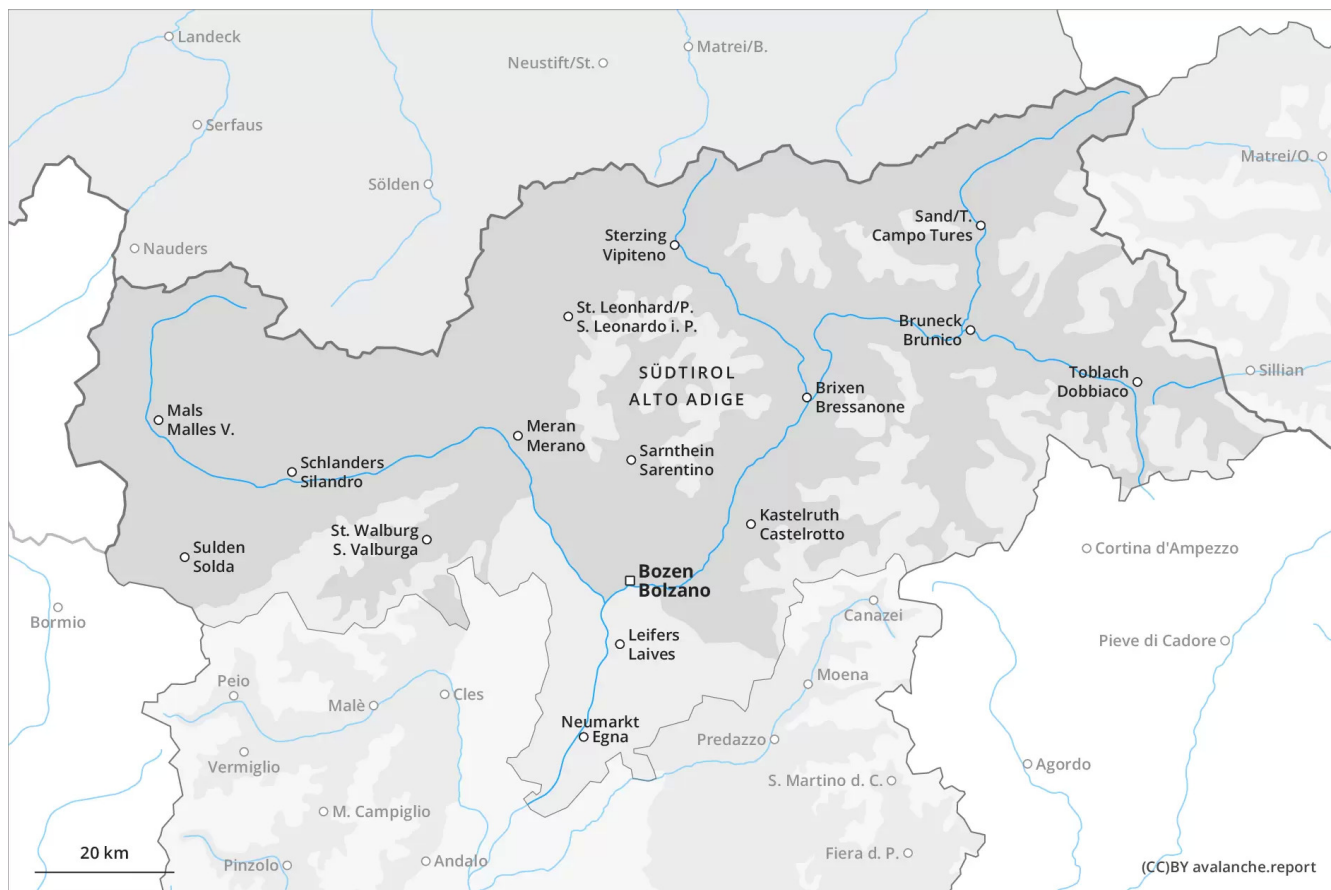 Landeck
Matrei/B.
Neustift/St.
Serfaus
Matrei/O.
Sölden
Sand/T.
Campo Tures
Nauders
Sterzing
Vipiteno
St. Leonhard/P.
S. Leonardo i. P.
Bruneck
Brunico
SÜDTIROL
ALTO ADIGE
Toblach
Dobbiaco
Sillian
Brixen
Bressanone
Mals
Malles V.
Meran
Merano
Sarnthein
Sarentino
Schlanders
Silandro
Kastelruth
Castelrotto
St. Walburg
S. Valburga
Sulden
Solda
Cortina d'Ampezzo
Bozen
Bolzano
Bormio
Canazei
Leifers
Laives
Pieve di Cadore
Peio
Moena
Cles
Malè
Neumarkt
Egna
Predazzo
Vermiglio
Agordo
S. Martino d. C.
M. Campiglio
20 km
Pinzolo
Andalo
Fiera d. P.
(CC)BY avalanche.report